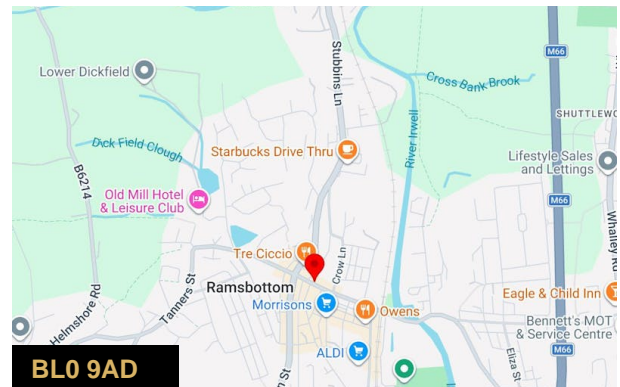 M66
Lower Dickfield
Stubbins Ln
Cross Bank Brook
SHUTTLEWO
Dick Field Clough
River Irwell
Starbucks Drive Thru
Lifestyle Sales
and Lettings
B6214
Old Mill Hotel
& Leisure Club
M66
Whalley Rd
Tre Ciccio
Crow Ln
Tanners St
Ramsbottom
Morrisons
Owens
Eagle & Child Inn
Helmshore Rd
Bennett's MOT
& Service Centre
ALDI
Eliza St
M66
St
BL0 9AD